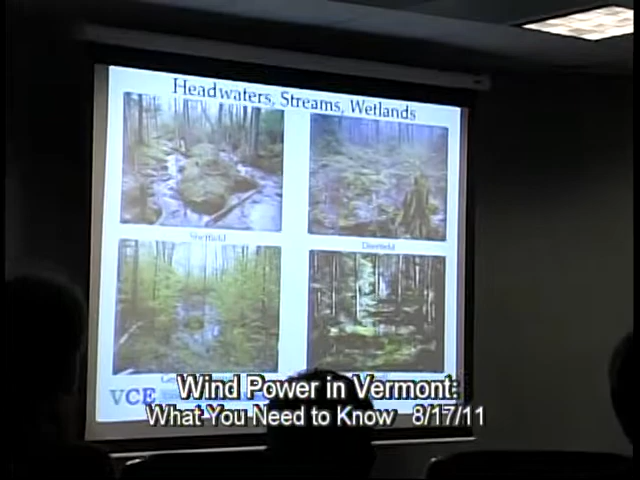 Headwaters, Streams, Wetlands
Sheffield
Deerfield
VCE
Wind Power in Vermont:
What You Need to Know 8/17/11